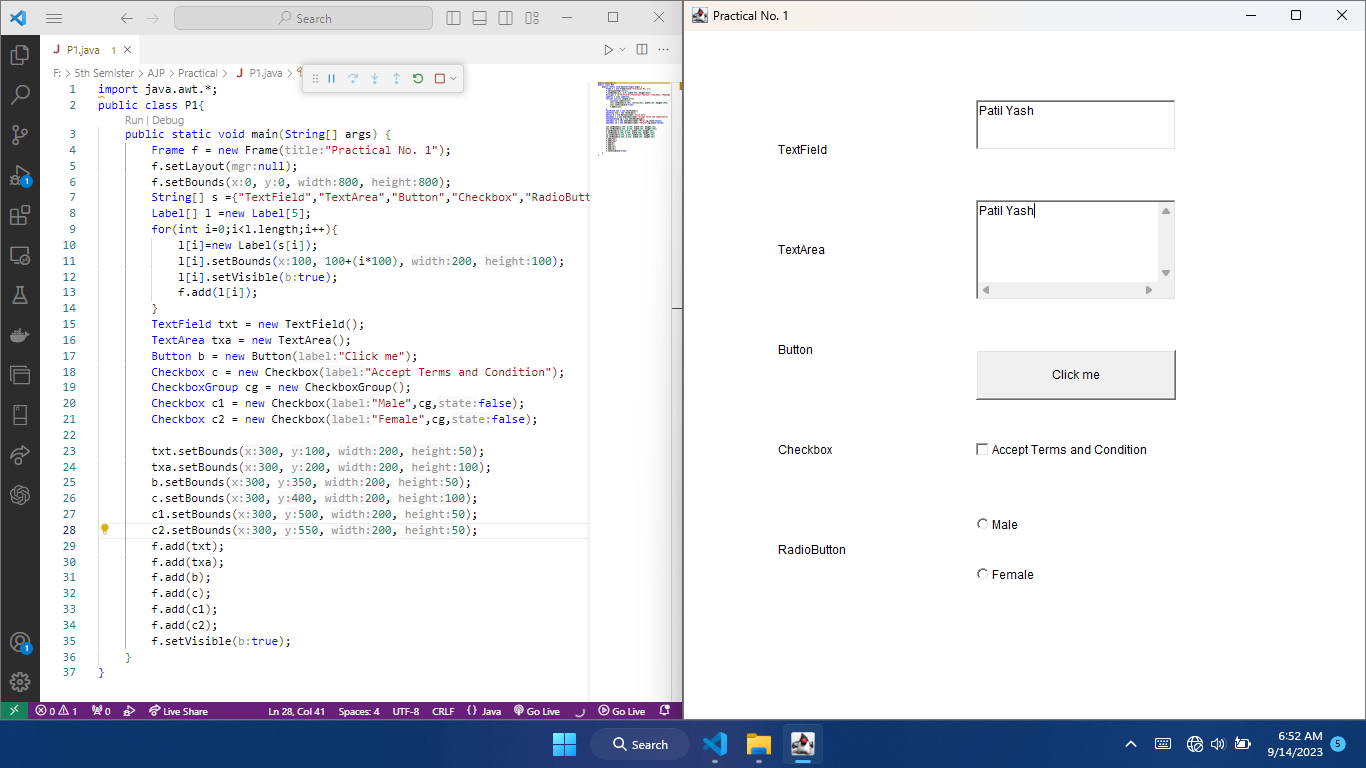 Search
P1.java 1
F: > 5th Semister > AJP > Practical > J P1.java >
1 import java.awt.*;
2 public class P1{
Run | Debug
3 public static void main(String[] args) {
4 Frame f = new Frame(title:"Practical No. 1");
5 f.setLayout(mgr:null);
6 f.setBounds(x:0, y:0, width:800, height:800);
7 String[] s ={"TextField","TextArea","Button","Checkbox","RadioButt
8 Label[] l =new Label[5];
9 for(int i=0;i<l.length;i++){
10 l[i]=new Label(s[i]);
11 l[i].setBounds(x:100, 100+(i*100), width:200, height:100);
12 l[i].setVisible(b:true);
13 f.add(l[i]);
14 }
15 TextField txt = new TextField();
16 TextArea txa = new TextArea();
17 Button b = new Button(label:"Click me");
18 Checkbox c = new Checkbox(label:"Accept Terms and Condition");
19 CheckboxGroup cg = new CheckboxGroup();
20 Checkbox c1 = new Checkbox(label:"Male",cg,state:false);
21 Checkbox c2 = new Checkbox(label:"Female",cg,state:false);
22
23 txt.setBounds(x:300, y:100, width:200, height:50);
24 txa.setBounds(x:300, y:200, width:200, height:100);
25 b.setBounds(x:300, y:350, width:200, height:50);
26 c.setBounds(x:300, y:400, width:200, height:100);
27 c1.setBounds(x:300, y:500, width:200, height:50);
28 c2.setBounds(x:300, y:550, width:200, height:50);
29 f.add(txt);
30 f.add(txa);
31 f.add(b);
32 f.add(c);
33 f.add(c1);
34 f.add(c2);
35 f.setVisible(b:true);
36 }
37 }
1
1
0 1 0 Live Share Ln 28, Col 41 Spaces: 4 UTF-8 CRLF {} Java Go Live Go Live
Practical No. 1
Patil Yash
TextField
Patil Yash
TextArea
Button
Click me
Checkbox
Accept Terms and Condition
Male
RadioButton
Female
Search
6:52 AM
9/14/2023
5